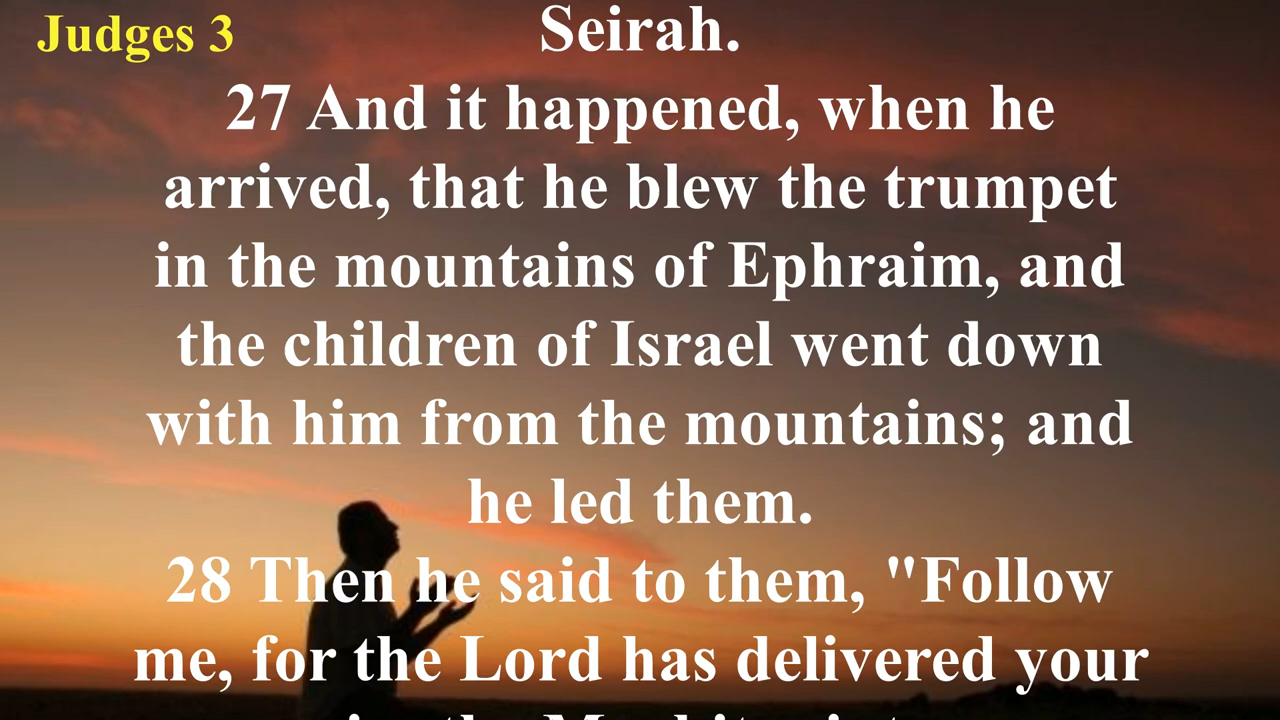 Judges 3
Seirah.
27 And it happened, when he
arrived, that he blew the trumpet
in the mountains of Ephraim, and
the children of Israel went down
with him from the mountains; and
he led them.
28 Then he said to them, "Follow
me, for the Lord has delivered your